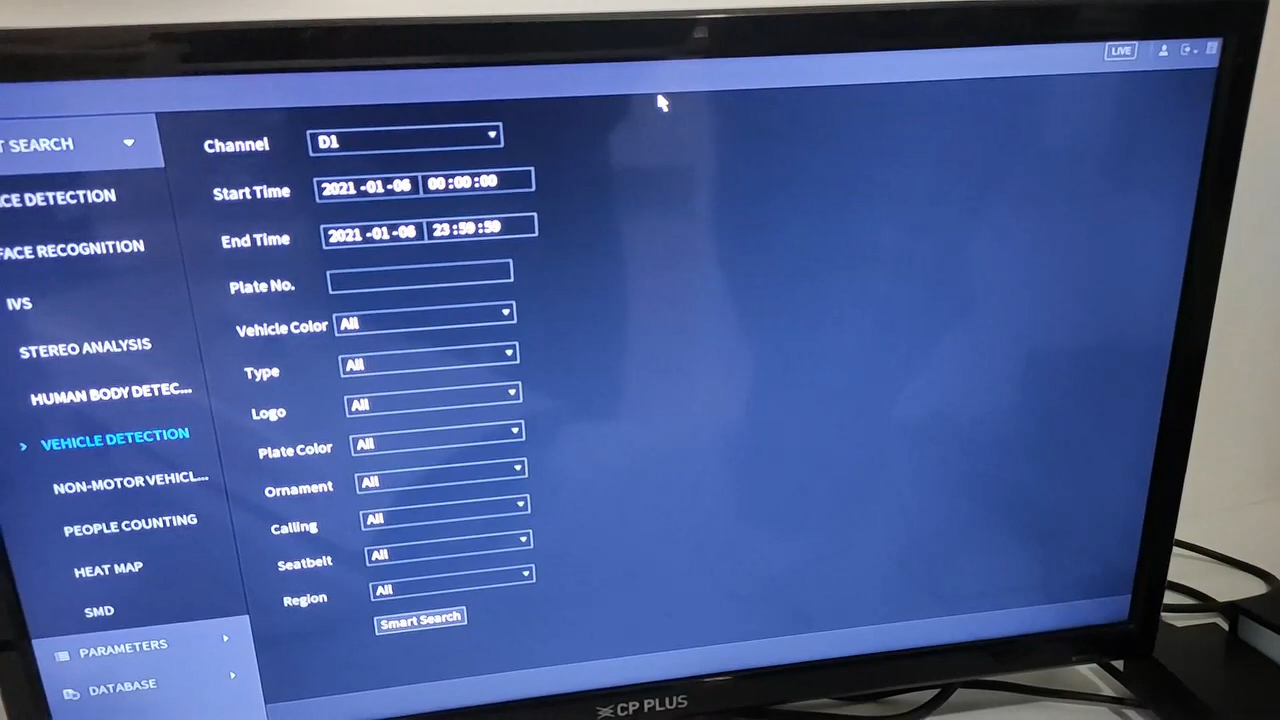 LIVE
T SEARCH
CE DETECTION
FACE RECOGNITION
IVS
STEREO ANALYSIS
HUMAN BODY DETEC...
> VEHICLE DETECTION
NON-MOTOR VEHICL...
PEOPLE COUNTING
HEAT MAP
SMD
PARAMETERS
DATABASE
Channel D1
Start Time 2021 -01 -06 00 :00 :00
End Time 2021 -01 -06 23 :59 :59
Plate No.
Vehicle Color All
Type All
Logo All
Plate Color All
Ornament All
Calling All
Seatbelt All
Region All
Smart Search
CP PLUS